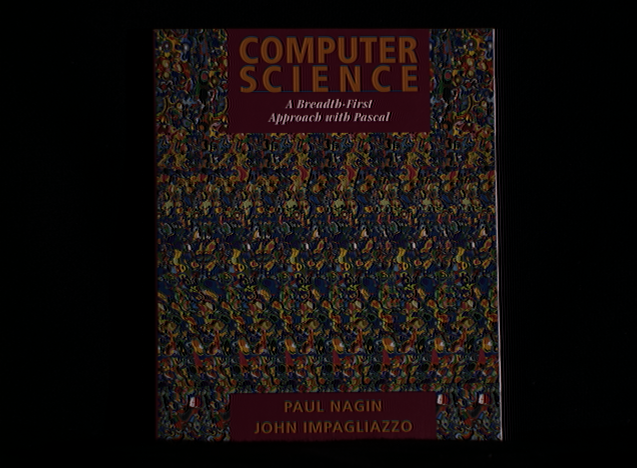 COMPUTER
SCIENCE
A Breadth-First
Approach with Pascal
PAUL NAGIN
JOHN IMPAGLIAZZO